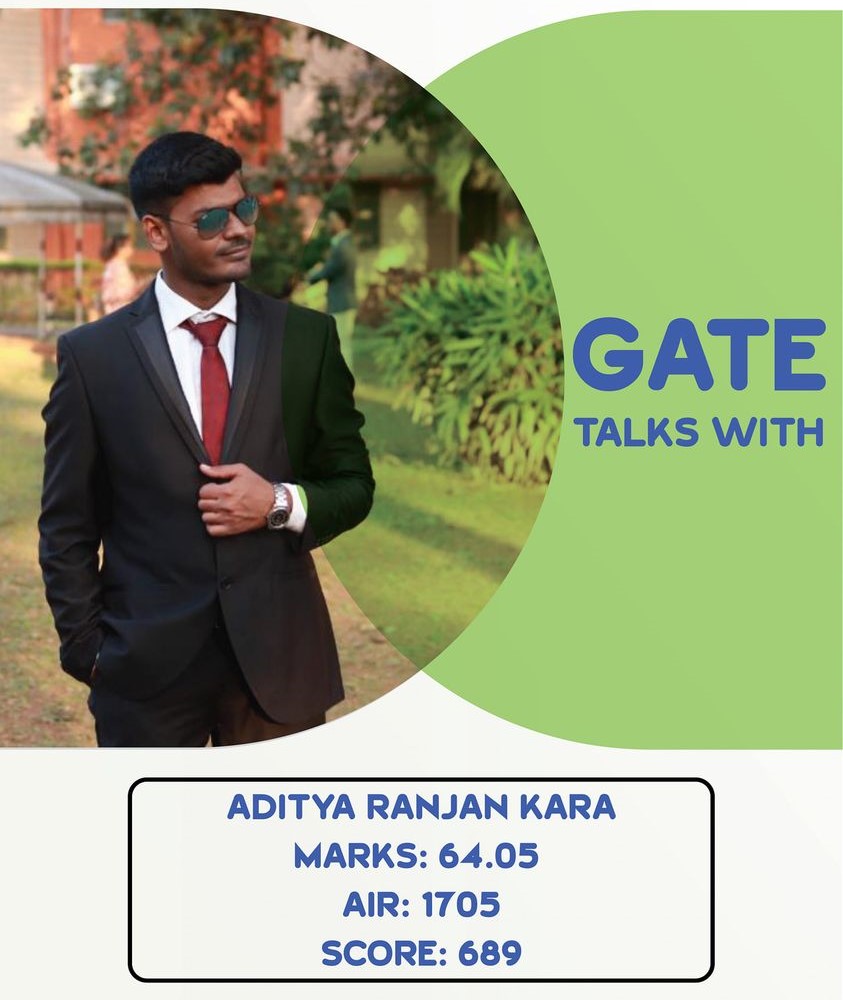 GATE
TALKS WITH
ADITYA RANJAN KARA
MARKS: 64.05
AIR: 1705
SCORE: 689